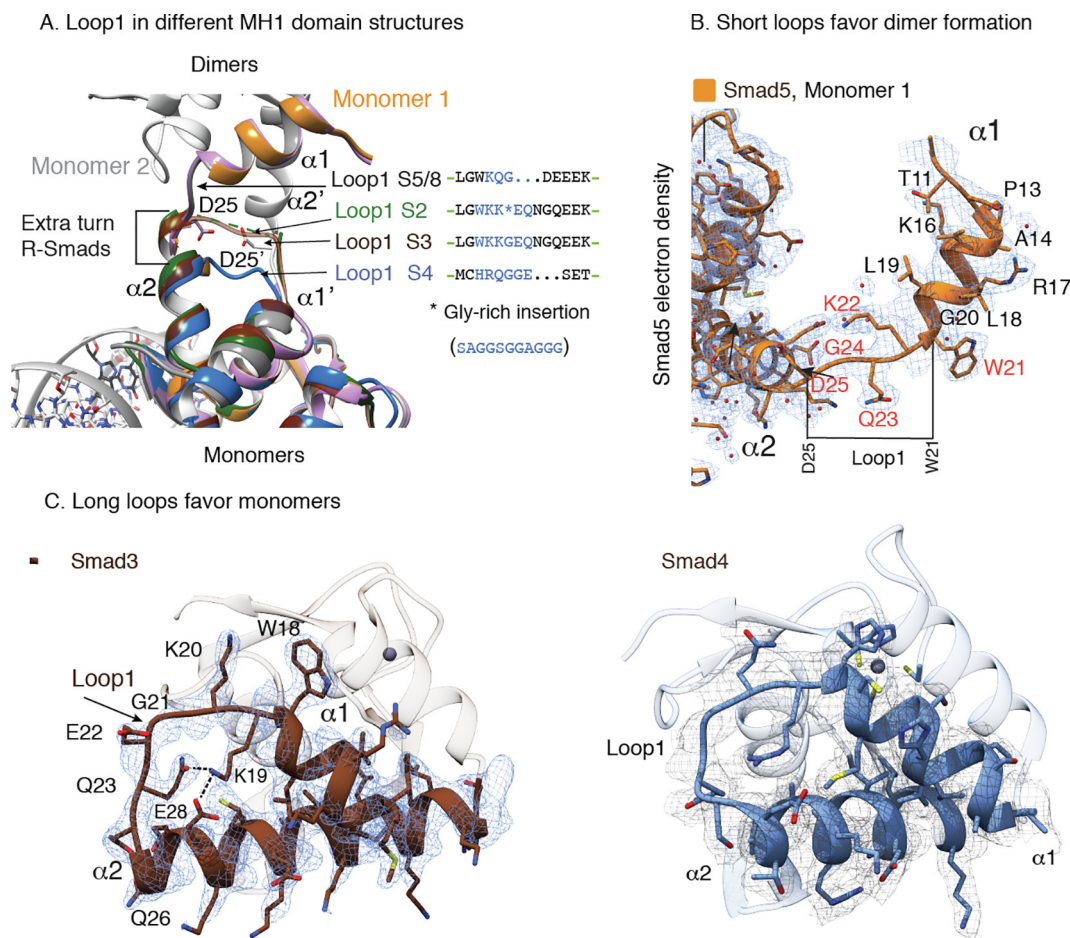 A. Loop1 in different MH1 domain structures
Dimers
Monomer 1
Monomer 2
α1
Loop1 S5/8 –LGWKQG...DEEEK–
D25
α2'
Extra turn
R-Smads
Loop1 S2 –LGWKK*EQNGQEEK–
Loop1 S3 –LGWKKGEQNGQEEK–
D25'
α2
Loop1 S4 –MCHRQGGE...SET–
α1'
* Gly-rich insertion
(SAGGSGGAGGG)
Monomers
B. Short loops favor dimer formation
Smad5, Monomer 1
Smad5 electron density
α1
T11
P13
K16
A14
L19
R17
K22
L18
G20
G24
W21
D25
Q23
α2
D25
Loop1
W21
C. Long loops favor monomers
Smad3
W18
K20
Loop1
G21
α1
E22
Q23
K19
E28
α2
Q26
Smad4
Loop1
α2
α1